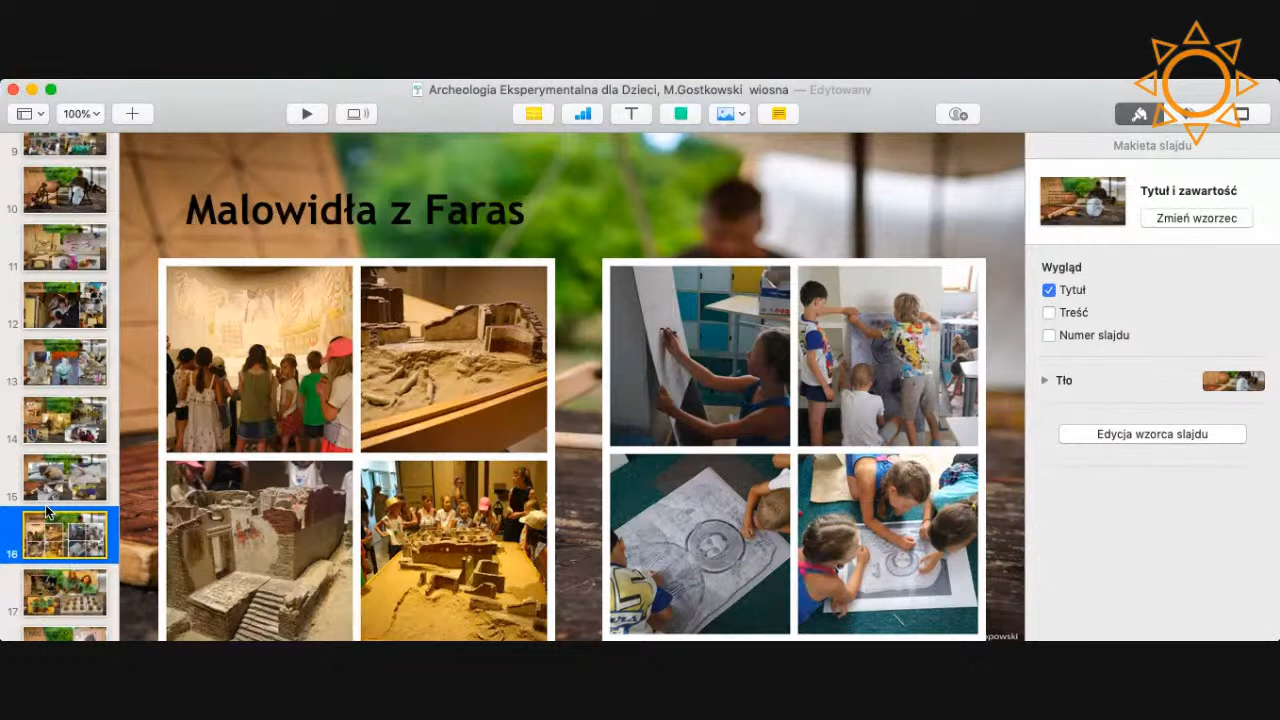 Archeologia Eksperymentalna dla Dzieci, M.Gostkowski wiosna — Edytowany
100%
Makieta slajdu
9
10
11
12
13
14
15
16
17
Malowidła z Faras
opowski
Tytuł i zawartość
Zmień wzorzec
Wygląd
Tytuł
Treść
Numer slajdu
Tło
Edycja wzorca slajdu